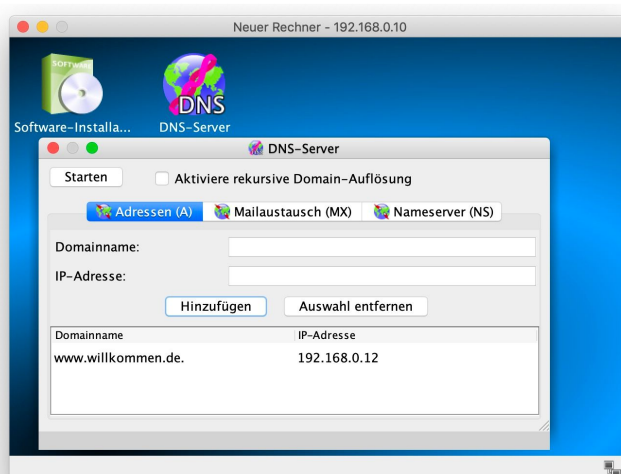 Neuer Rechner - 192.168.0.10
SOFTWARE
DNS
Software-Installa...
DNS-Server
DNS-Server
Starten
Aktiviere rekursive Domain-Auflösung
Adressen (A)
Mailaustausch (MX)
Nameserver (NS)
Domainname:
IP-Adresse:
Hinzufügen
Auswahl entfernen
Domainname
IP-Adresse
www.willkommen.de.
192.168.0.12